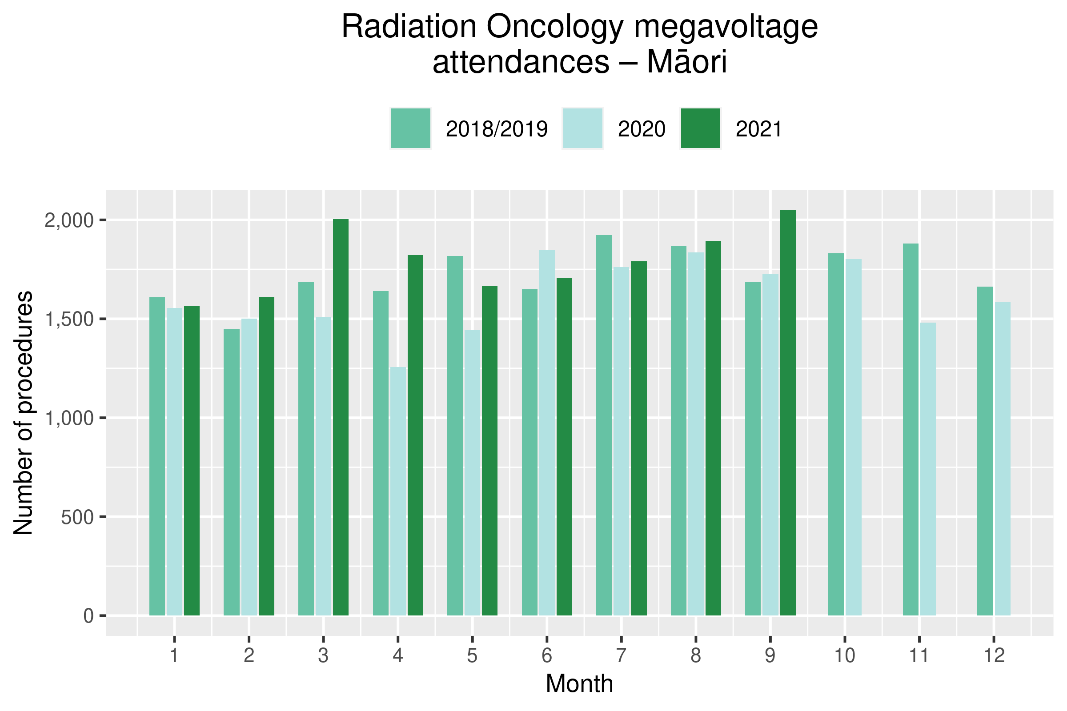 Radiation Oncology megavoltage
attendances – Māori
2018/2019 2020 2021
2,000
1,500
1,000
500
0
Number of procedures
1 2 3 4 5 6 7 8 9 10 11 12
Month